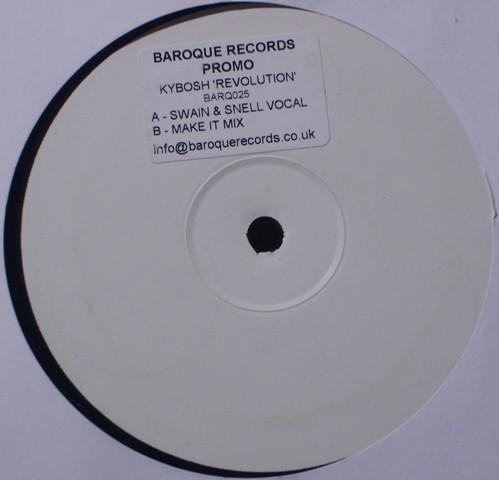 BAROQUE RECORDS
PROMO
KYBOSH 'REVOLUTION'
BARQ025
A - SWAIN & SNELL VOCAL
B - MAKE IT MIX
info@baroquerecords.co.uk